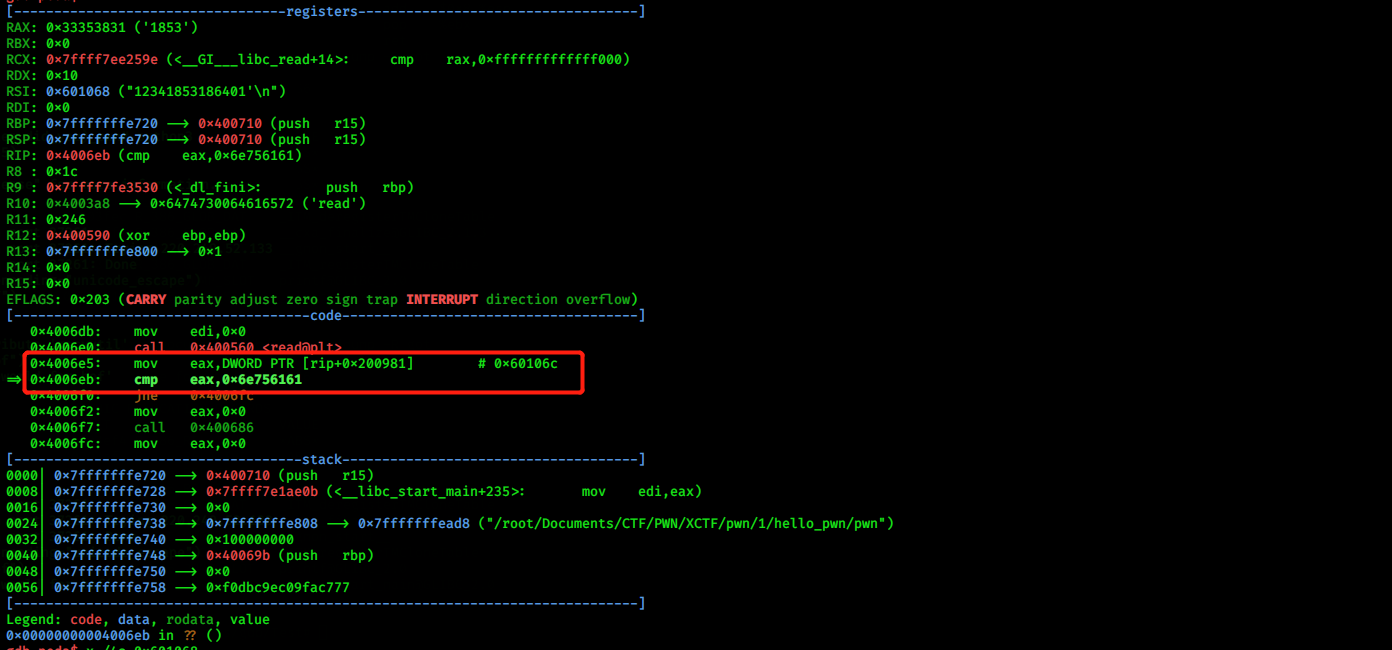 [----------------------------------registers-----------------------------------]
RAX: 0x33353831 ('1853')
RBX: 0x0
RCX: 0x7ffff7ee259e (<__GI___libc_read+14>:     cmp    rax,0xfffffffffffff000)
RDX: 0x10
RSI: 0x601068 ("12341853186401'\n")
RDI: 0x0
RBP: 0x7fffffffe720 --> 0x400710 (push   r15)
RSP: 0x7fffffffe720 --> 0x400710 (push   r15)
RIP: 0x4006eb (cmp    eax,0x6e756161)
R8 : 0x1c
R9 : 0x7ffff7fe3530 (<_dl_fini>:        push   rbp)
R10: 0x4003a8 --> 0x6474730064616572 ('read')
R11: 0x246
R12: 0x400590 (xor    ebp,ebp)
R13: 0x7fffffffe800 --> 0x1
R14: 0x0
R15: 0x0
EFLAGS: 0x203 (CARRY parity adjust zero sign trap INTERRUPT direction overflow)
[-------------------------------------code-------------------------------------]
   0x4006db:    mov    edi,0x0
   0x4006e0:    call   0x400560 <read@plt>
   0x4006e5:    mov    eax,DWORD PTR [rip+0x200981]        # 0x60106c
=> 0x4006eb:    cmp    eax,0x6e756161
   0x4006f0:    jne    0x4006fc
   0x4006f2:    mov    eax,0x0
   0x4006f7:    call   0x400686
   0x4006fc:    mov    eax,0x0
[------------------------------------stack-------------------------------------]
0000| 0x7fffffffe720 --> 0x400710 (push   r15)
0008| 0x7fffffffe728 --> 0x7ffff7e1ae0b (<__libc_start_main+235>:       mov    edi,eax)
0016| 0x7fffffffe730 --> 0x0
0024| 0x7fffffffe738 --> 0x7fffffffe808 --> 0x7fffffffead8 ("/root/Documents/CTF/PWN/XCTF/pwn/1/hello_pwn/pwn")
0032| 0x7fffffffe740 --> 0x100000000
0040| 0x7fffffffe748 --> 0x40069b (push   rbp)
0048| 0x7fffffffe750 --> 0x0
0056| 0x7fffffffe758 --> 0xf0dbc9ec09fac777
[------------------------------------------------------------------------------]
Legend: code, data, rodata, value
0x00000000004006eb in ?? ()